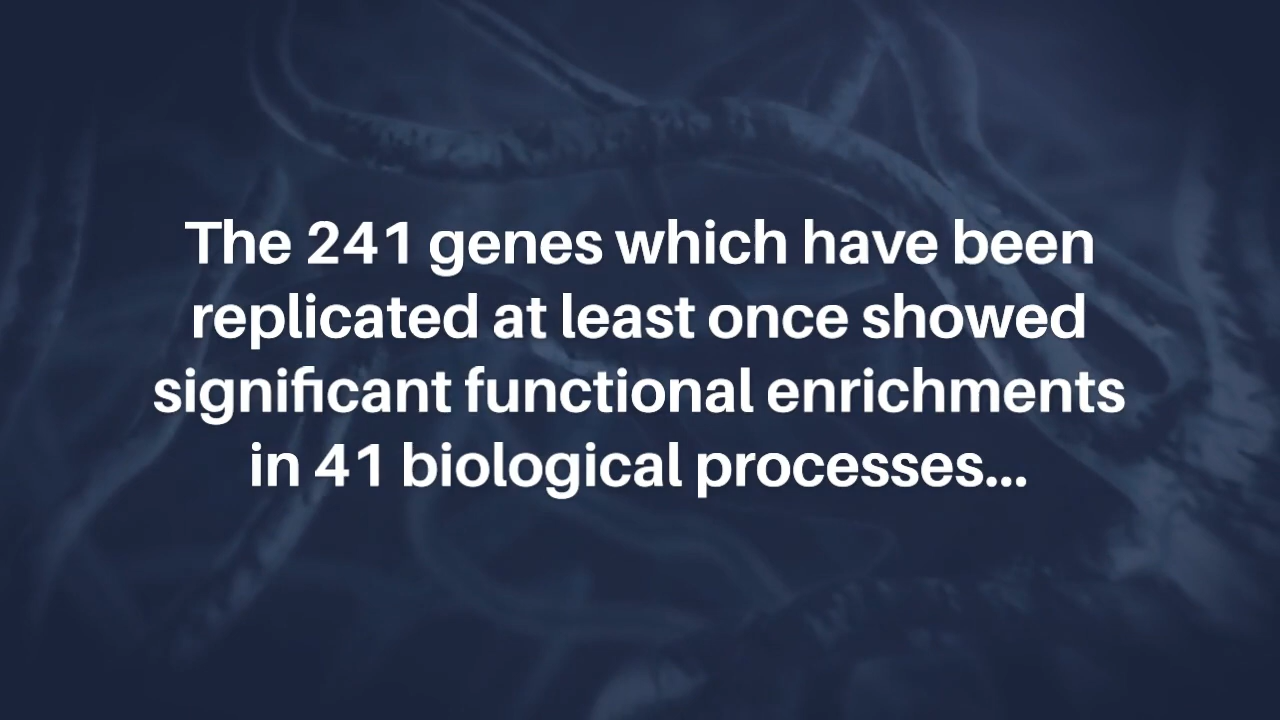 The 241 genes which have been
replicated at least once showed
significant functional enrichments
in 41 biological processes...